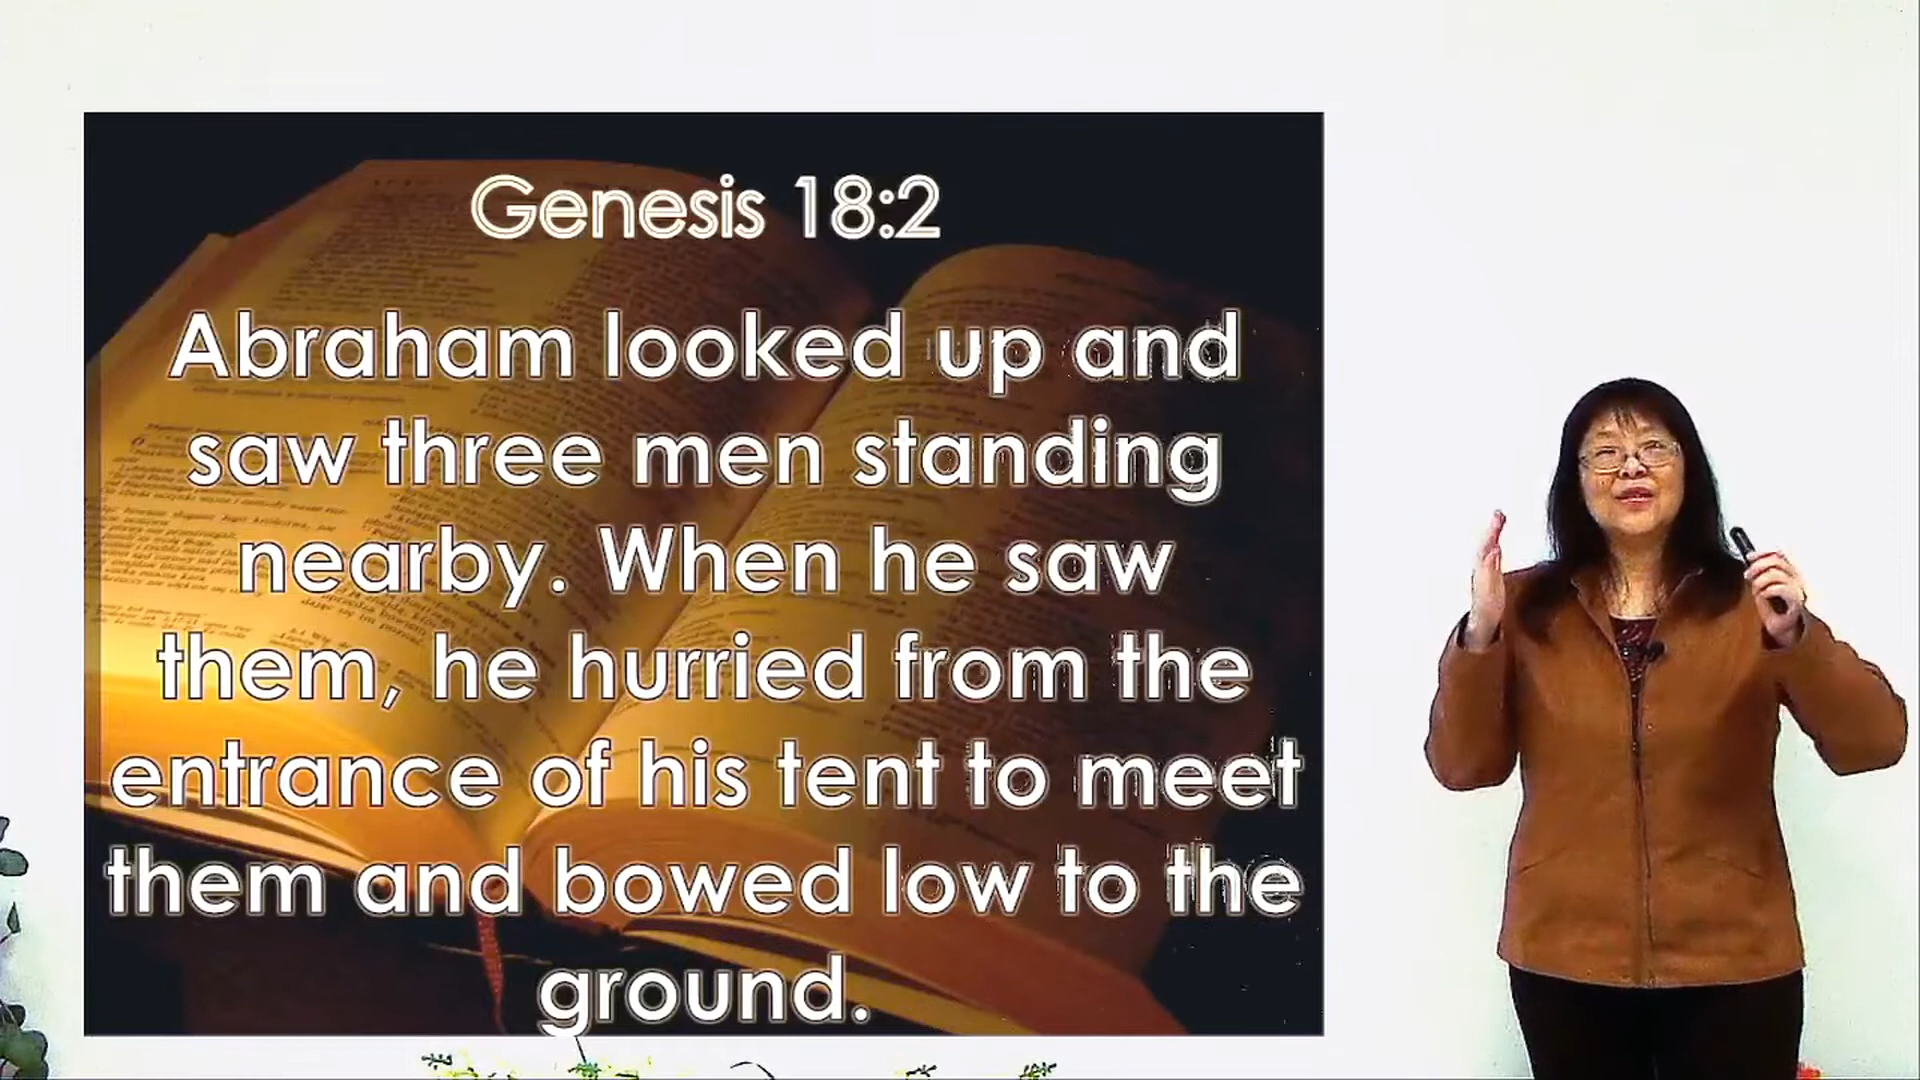 Genesis 18:2
Abraham looked up and
saw three men standing
nearby. When he saw
them, he hurried from the
entrance of his tent to meet
them and bowed low to the
ground.